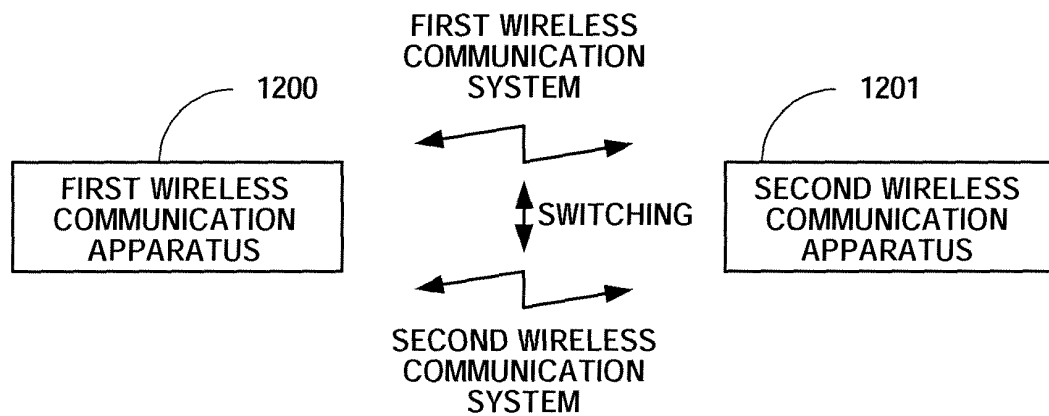 FIRST WIRELESS
COMMUNICATION
SYSTEM
1200
1201
FIRST WIRELESS
COMMUNICATION
APPARATUS
SWITCHING
SECOND WIRELESS
COMMUNICATION
APPARATUS
SECOND WIRELESS
COMMUNICATION
SYSTEM